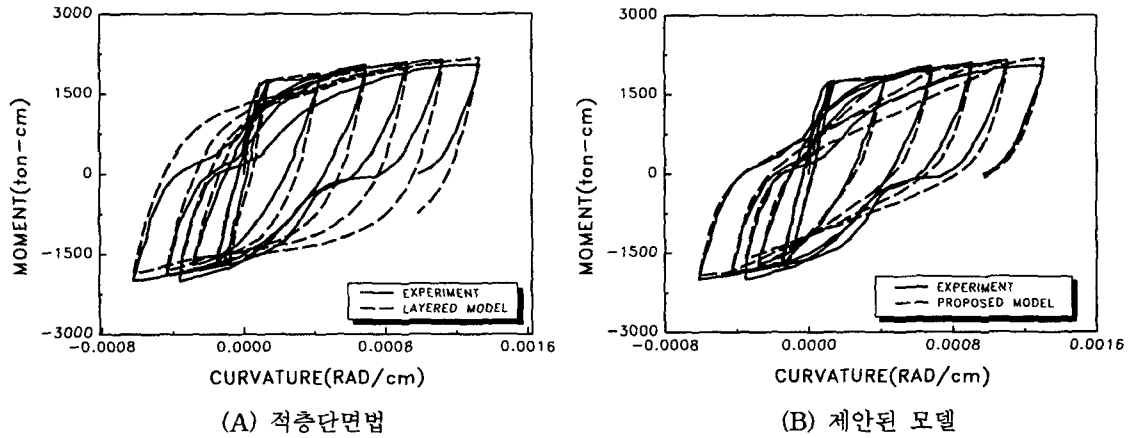 3000
1500
0
-1500
-3000
MOMENT(ton-cm)
EXPERIMENT
LAYERED MODEL
-0.0008
0.0000
0.0008
0.0016
CURVATURE(RAD/cm)
(A) 적층단면법
3000
1500
0
-1500
-3000
MOMENT(ton-cm)
EXPERIMENT
PROPOSED MODEL
-0.0008
0.0000
0.0008
0.0016
CURVATURE(RAD/cm)
(B) 제안된 모델